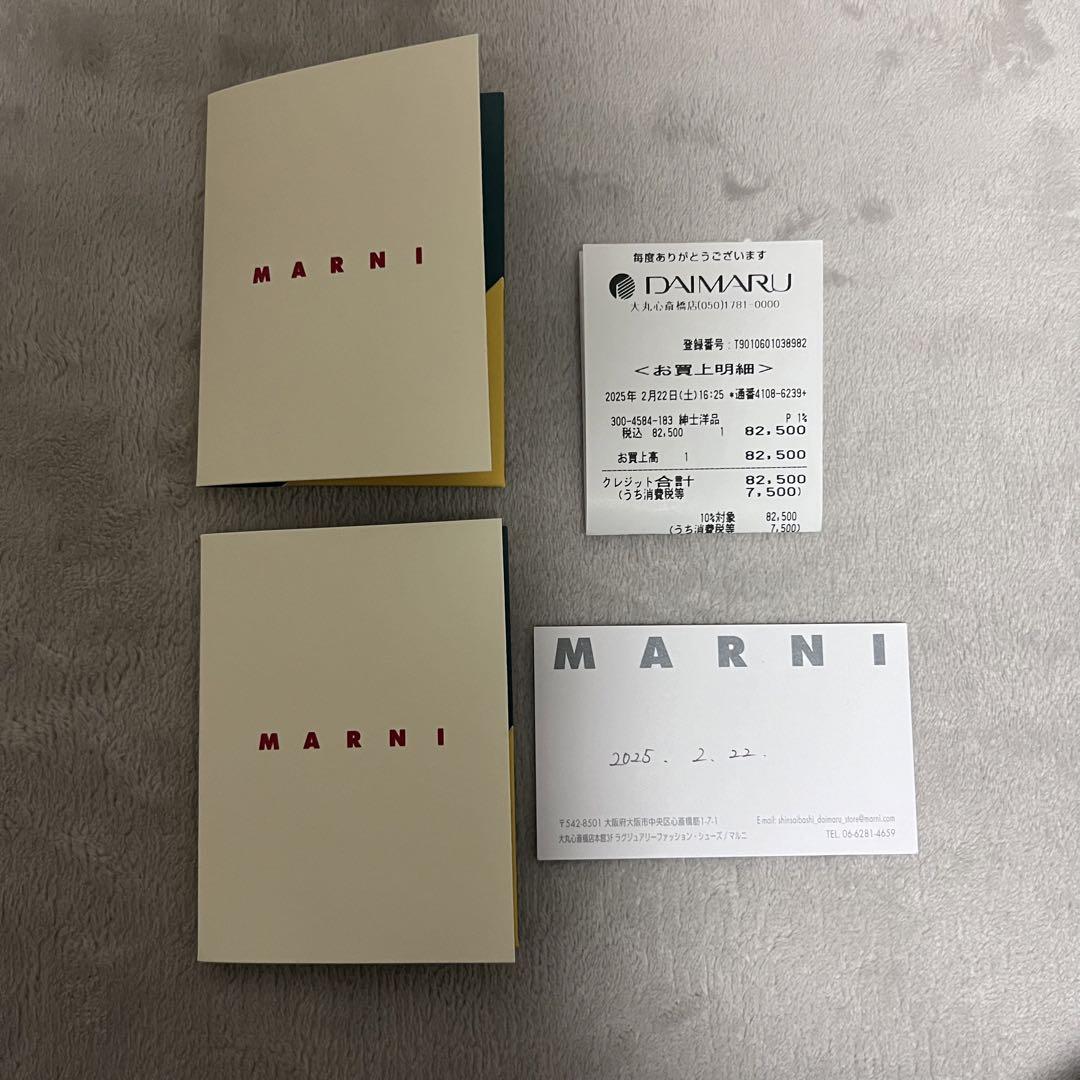 MARNI
毎度ありがとうございます
DAIMARU
大丸心斎橋店(050)1781-0000
登録番号:T9010601038982
<お買上明細>
2025年 2月22日(土)16:25 *通番4108-6239+
300-4584-183 紳士洋品 P 1%
税込 82,500 1 82,500
お買上高 1 82,500
クレジット合計 82,500
(うち消費税等 7,500)
10%対象 82,500
(うち消費税等 7,500)
MARNI
MARNI
2025. 2. 22.
〒542-8501 大阪府大阪市中央区心斎橋筋1-7-1 E-mail: shinsaibashi_daimaru_store@marni.com
大丸心斎橋店本館3F ラグジュアリーファッション・シューズ / マルニ TEL. 06-6281-4659